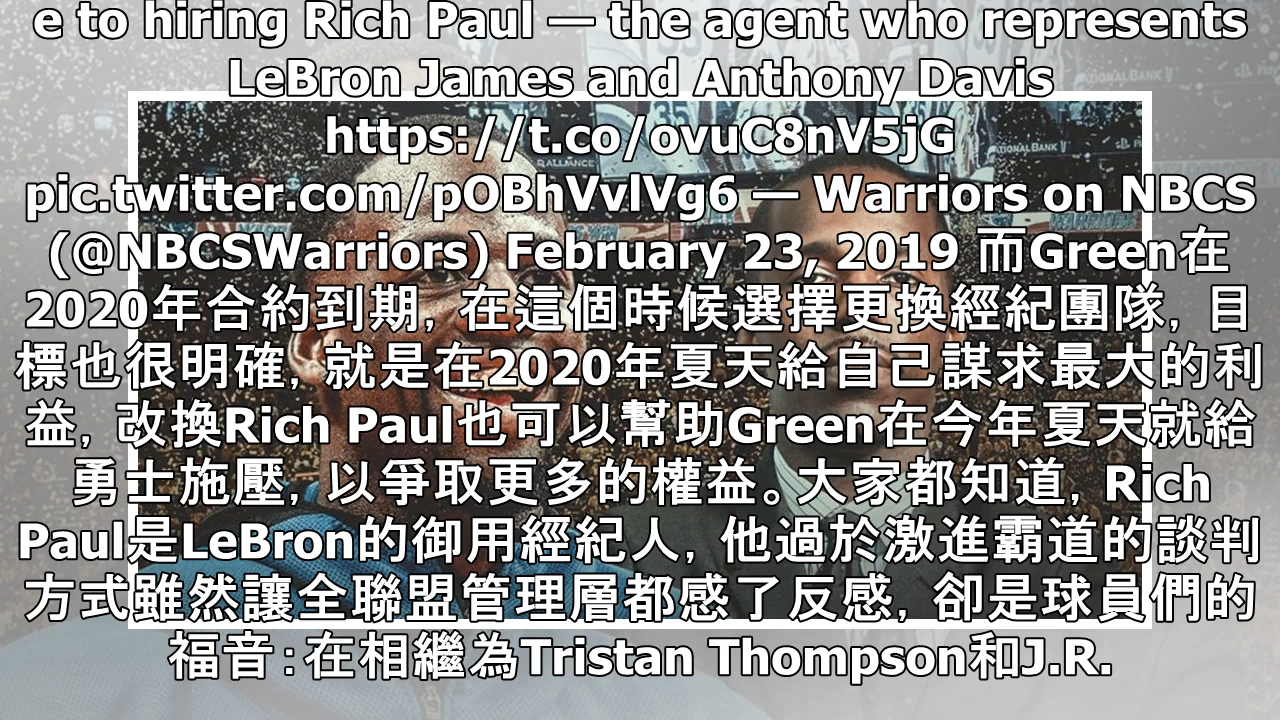 e to hiring Rich Paul — the agent who represents
LeBron James and Anthony Davis
https://t.co/ovuC8nV5jG
pic.twitter.com/pOBhVvlVg6 — Warriors on NBCS
(@NBCSWarriors) February 23, 2019 而Green在
2020年合約到期, 在這個時候選擇更換經紀團隊, 目
標也很明確, 就是在2020年夏天給自己謀求最大的利
益, 改換Rich Paul也可以幫助Green在今年夏天就給
勇士施壓, 以爭取更多的權益。大家都知道, Rich
Paul是LeBron的御用經紀人, 他過於激進霸道的談判
方式雖然讓全聯盟管理層都感了反感, 卻是球員們的
福音:在相繼為Tristan Thompson和J.R.